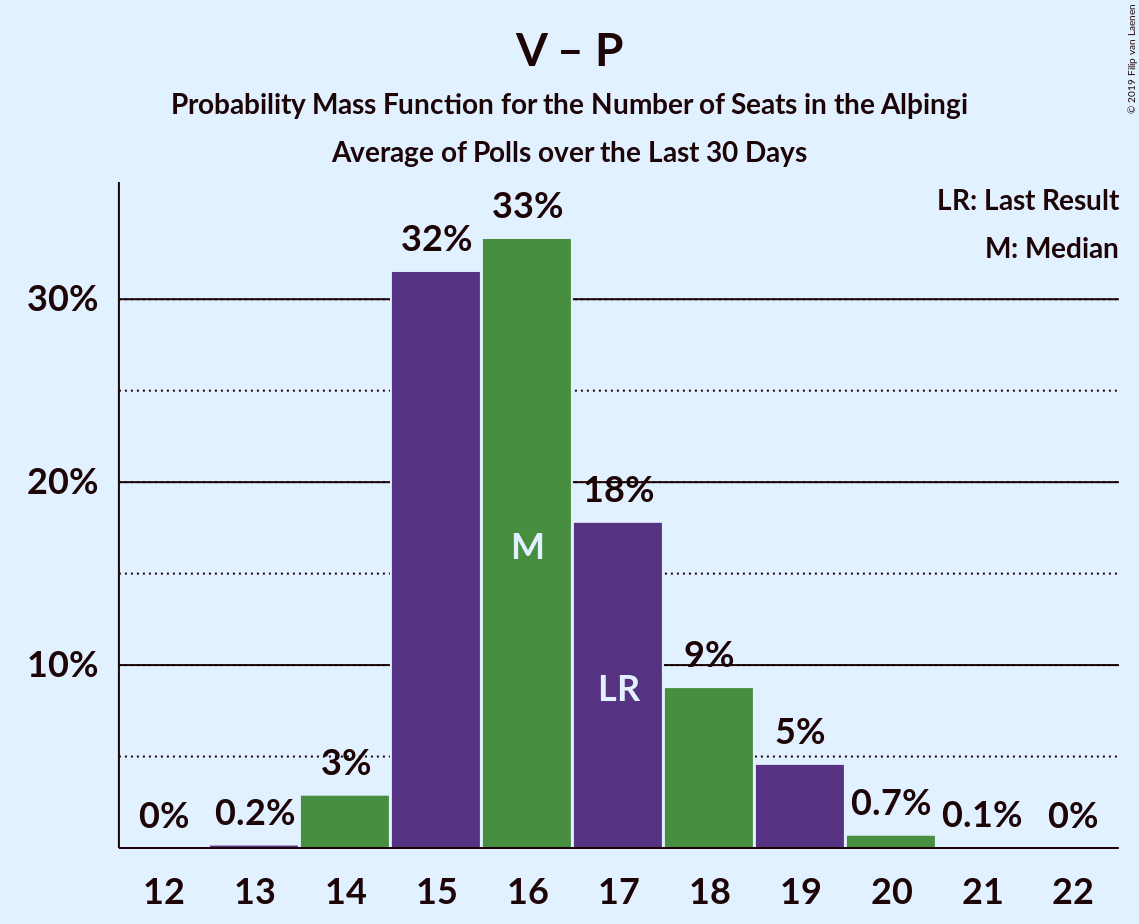 V – P
Probability Mass Function for the Number of Seats in the Alþingi
Average of Polls over the Last 30 Days
© 2019 Filip van Laenen
LR: Last Result
M: Median
30%
20%
10%
0%
0.2%
3%
32%
33%
18%
9%
5%
0.7%
0.1%
0%
M
LR
12 13 14 15 16 17 18 19 20 21 22